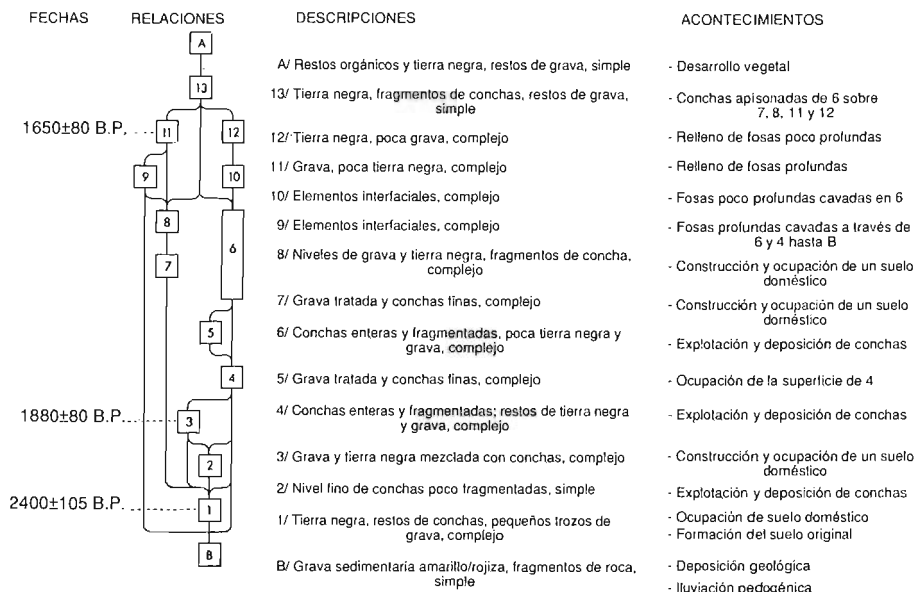 FECHAS RELACIONES DESCRIPCIONES ACONTECIMIENTOS
A
A/ Restos orgánicos y tierra negra, restos de grava, simple - Desarrollo vegetal
13
13/ Tierra negra, fragmentos de conchas, restos de grava, - Conchas apisonadas de 6 sobre
simple 7, 8, 11 y 12
1650±80 B.P. 11 12
12/ Tierra negra, poca grava, complejo - Relleno de fosas poco profundas
11/ Grava, poca tierra negra, complejo - Relleno de fosas profundas
9 10
10/ Elementos interfaciales, complejo - Fosas poco profundas cavadas en 6
8
9/ Elementos interfaciales, complejo - Fosas profundas cavadas a través de
6 6 y 4 hasta B
8/ Niveles de grava y tierra negra, fragmentos de concha, - Construcción y ocupación de un suelo
complejo doméstico
7
7/ Grava tratada y conchas finas, complejo - Construcción y ocupación de un suelo
doméstico
5
6/ Conchas enteras y fragmentadas, poca tierra negra y - Explotación y deposición de conchas
grava, complejo
4
5/ Grava tratada y conchas finas, complejo - Ocupación de la superficie de 4
1880±80 B.P. 3
4/ Conchas enteras y fragmentadas; restos de tierra negra - Explotación y deposición de conchas
y grava, complejo
2
3/ Grava y tierra negra mezclada con conchas, complejo - Construcción y ocupación de un suelo
doméstico
2/ Nivel fino de conchas poco fragmentadas, simple - Explotación y deposición de conchas
2400±105 B.P. 1
1/ Tierra negra, restos de conchas, pequeños trozos de - Ocupación de suelo doméstico
grava, complejo - Formación del suelo original
B
B/ Grava sedimentaria amarillo/rojiza, fragmentos de roca, - Deposición geológica
simple - Iluviación pedogénica